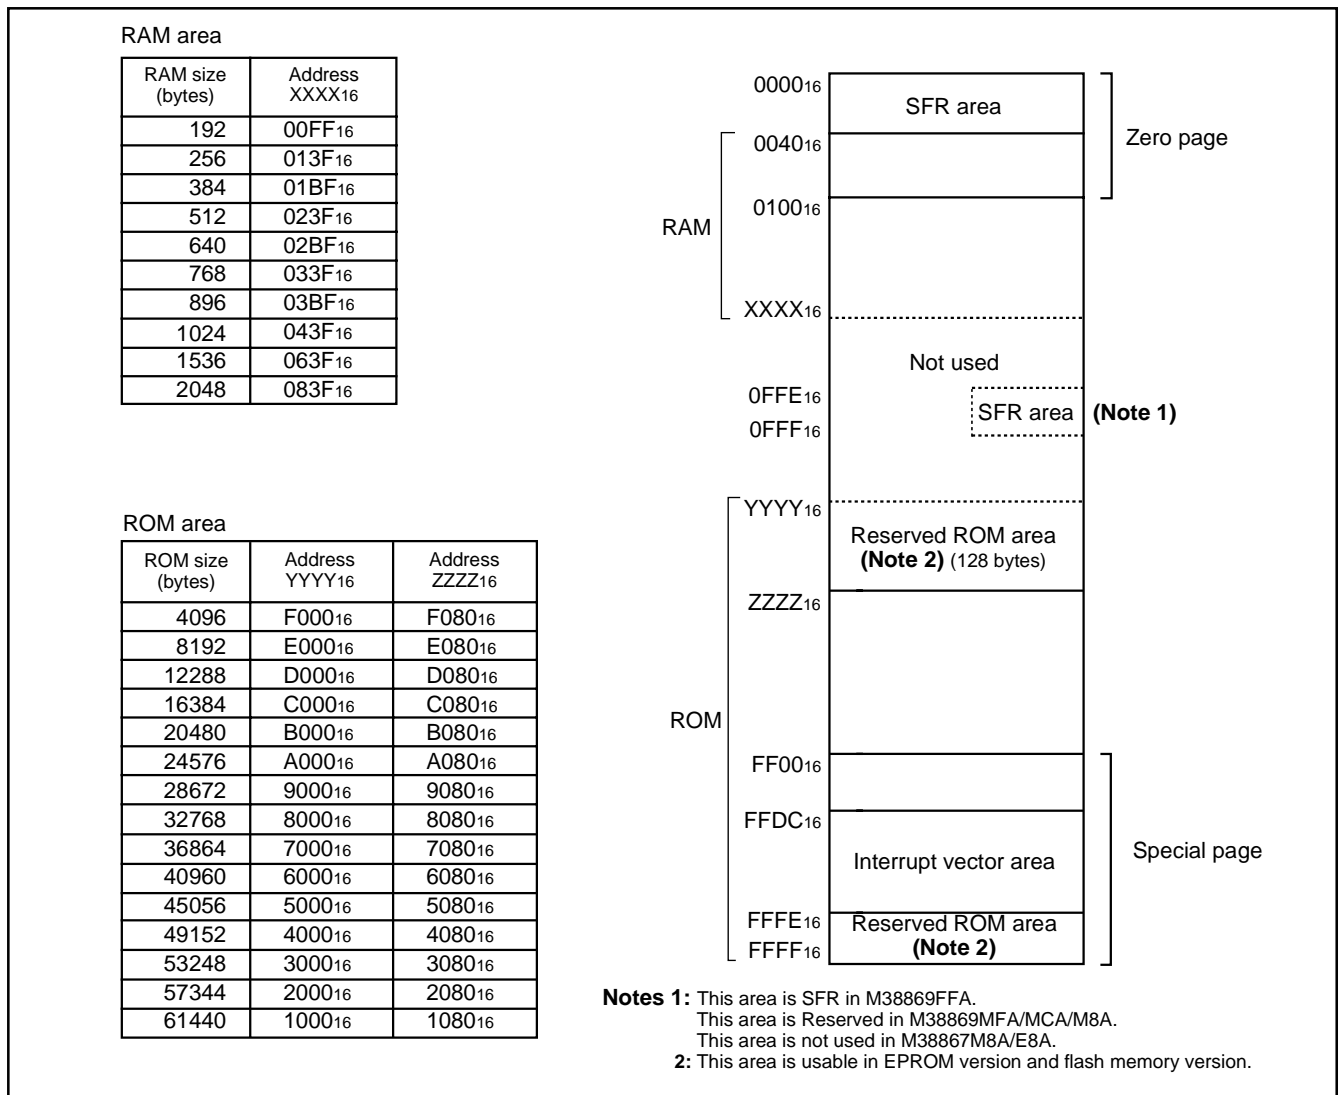 RAM area
RAM size (bytes) Address XXXX16
192 00FF16
256 013F16
384 01BF16
512 023F16
640 02BF16
768 033F16
896 03BF16
1024 043F16
1536 063F16
2048 083F16
ROM area
ROM size (bytes) Address YYYY16 Address ZZZZ16
4096 F00016 F08016
8192 E00016 E08016
12288 D00016 D08016
16384 C00016 C08016
20480 B00016 B08016
24576 A00016 A08016
28672 900016 908016
32768 800016 808016
36864 700016 708016
40960 600016 608016
45056 500016 508016
49152 400016 408016
53248 300016 308016
57344 200016 208016
61440 100016 108016
000016
SFR area
Zero page
004016
010016
RAM
XXXX16
Not used
0FFE16
SFR area (Note 1)
0FFF16
YYYY16
Reserved ROM area
(Note 2) (128 bytes)
ZZZZ16
ROM
FF0016
FFDC16
Interrupt vector area
Special page
FFFE16
Reserved ROM area
(Note 2)
FFFF16
Notes 1: This area is SFR in M38869FFA.
This area is Reserved in M38869MFA/MCA/M8A.
This area is not used in M38867M8A/E8A.
2: This area is usable in EPROM version and flash memory version.